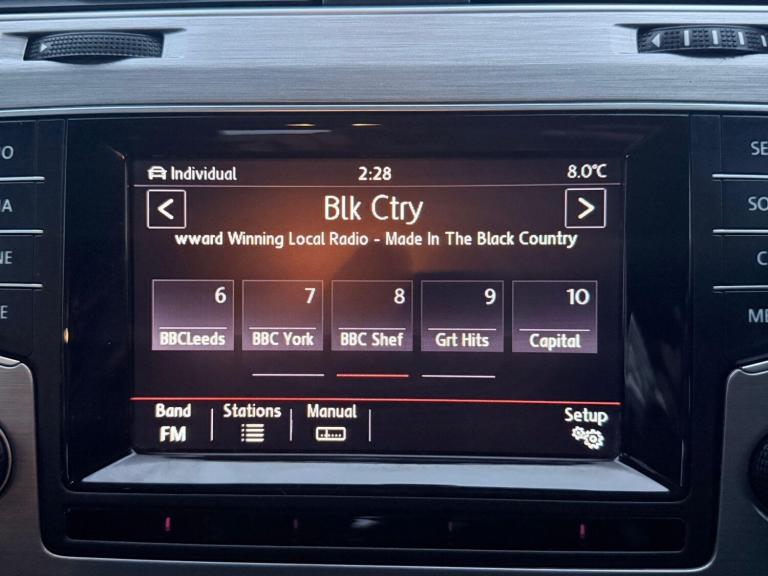 Individual 2:28 8.0°C
< Blk Ctry >
wward Winning Local Radio - Made In The Black Country
6 7 8 9 10
BBCLeeds BBC York BBC Shef Grt Hits Capital
Band Stations Manual Setup
FM